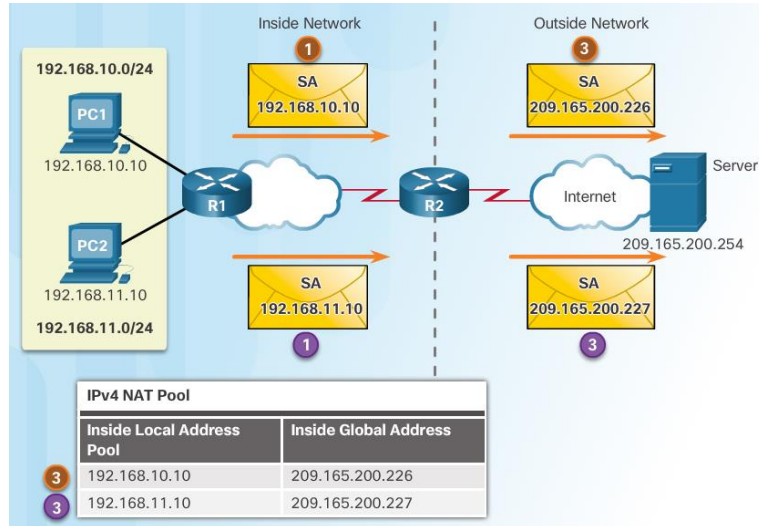 Inside Network
Outside Network
1
3
192.168.10.0/24
SA
192.168.10.10
SA
209.165.200.226
PC1
192.168.10.10
R1
R2
Internet
Server
209.165.200.254
PC2
192.168.11.10
192.168.11.0/24
SA
192.168.11.10
SA
209.165.200.227
1
3
IPv4 NAT Pool
Inside Local Address Pool
Inside Global Address
3
192.168.10.10
209.165.200.226
3
192.168.11.10
209.165.200.227